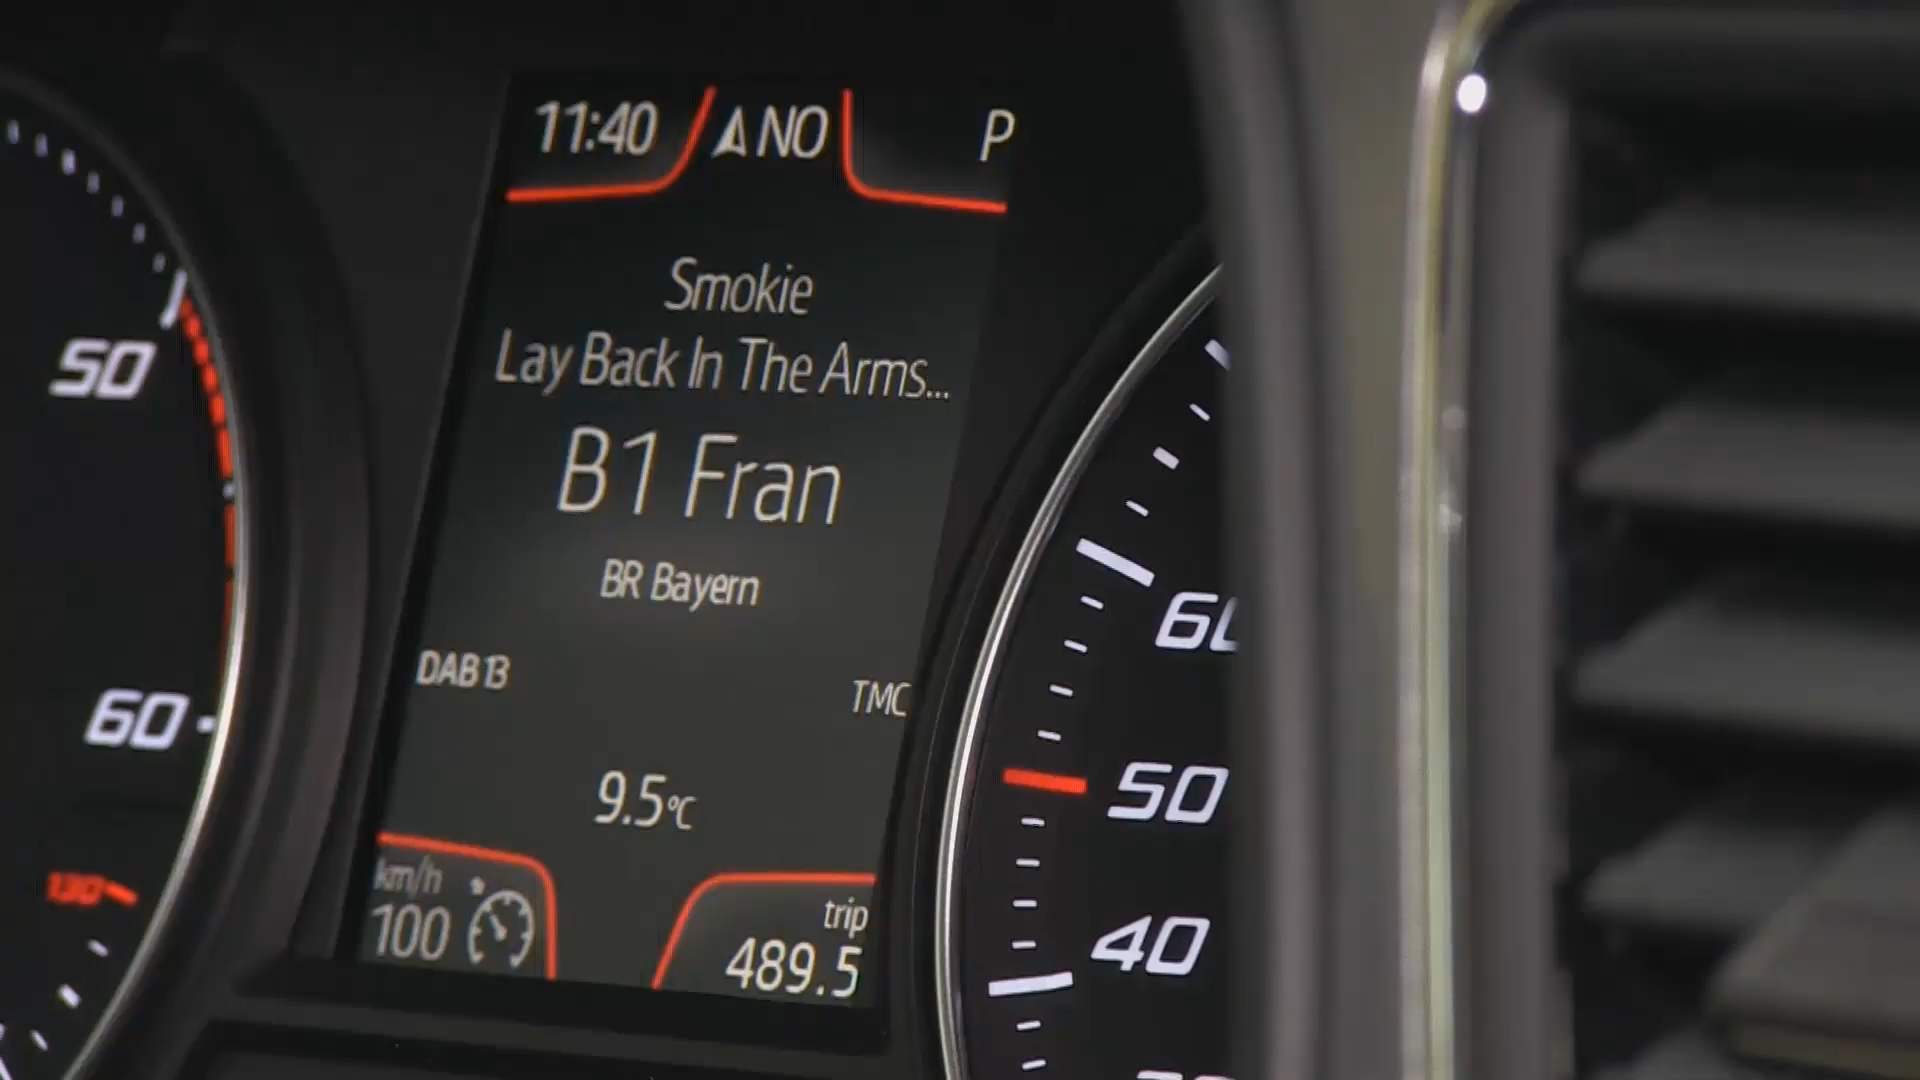 11:40 NO P
Smokie
Lay Back In The Arms...
B1 Fran
BR Bayern
DAB 13
TMC
9.5°C
km/h
100
trip
489.5
50
60
130
60
50
40